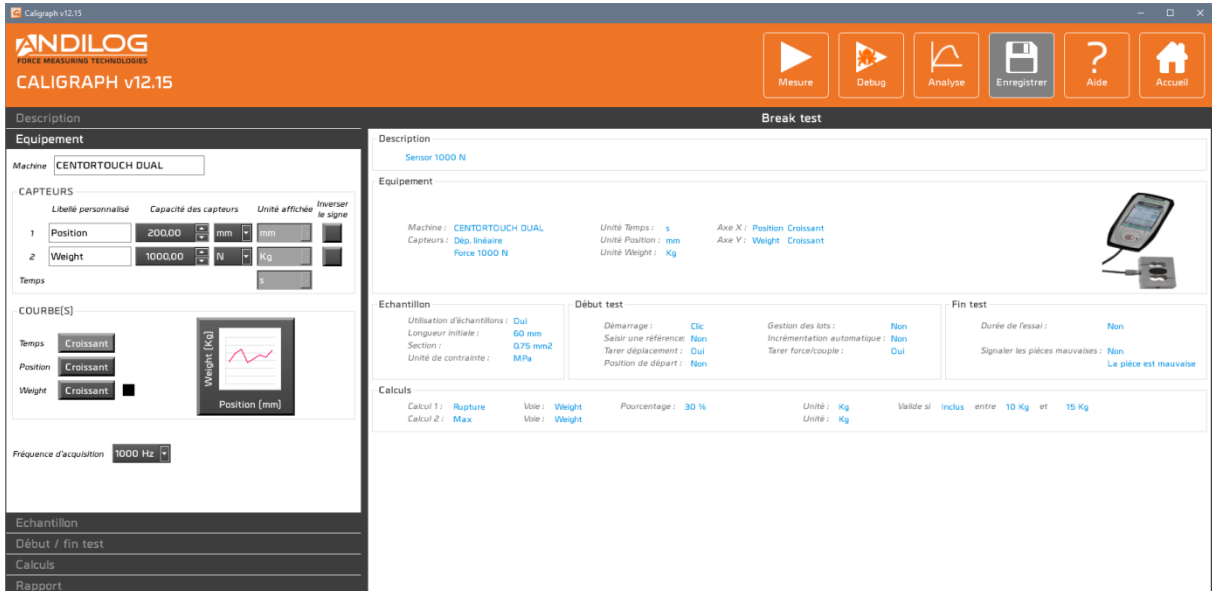 Caligraph v12.15
ANDILOG
FORCE MEASURING TECHNOLOGIES
CALIGRAPH v12.15
Mesure
Debug
Analyse
Enregistrer
Aide
Accueil
Description
Break test
Equipement
Machine CENTORTOUCH DUAL
CAPTEURS
Libellé personnalisé Capacité des capteurs Unité affichée Inverser le signe
1 Position 200,00 mm mm
2 Weight 1000,00 N Kg
Temps s
COURBE(S)
Temps Croissant
Position Croissant
Weight Croissant
Weight (Kg)
Position (mm)
Fréquence d'acquisition 1000 Hz
Echantillon
Début / fin test
Calculs
Rapport
Description
Sensor 1000 N
Equipement
Machine : CENTORTOUCH DUAL Unité Temps : s Axe X : Position Croissant
Capteurs : Dép. linéaire Unité Position : mm Axe Y : Weight Croissant
Force 1000 N Unité Weight : Kg
Echantillon
Utilisation d'échantillons : Oui
Longueur initiale : 60 mm
Section : 0.75 mm2
Unité de contrainte : MPa
Début test
Démarrage : Clic Gestion des lots : Non
Saisir une référence: Non Incrémentation automatique : Non
Tarer déplacement : Oui Tarer force/couple : Oui
Position de départ : Non
Fin test
Durée de l'essai : Non
Signaler les pièces mauvaises : Non
La pièce est mauvaise
Calculs
Calcul 1 : Rupture Voie : Weight Pourcentage : 30 % Unité : Kg Valide si Inclus entre 10 Kg et 15 Kg
Calcul 2 : Max Voie : Weight Unité : Kg